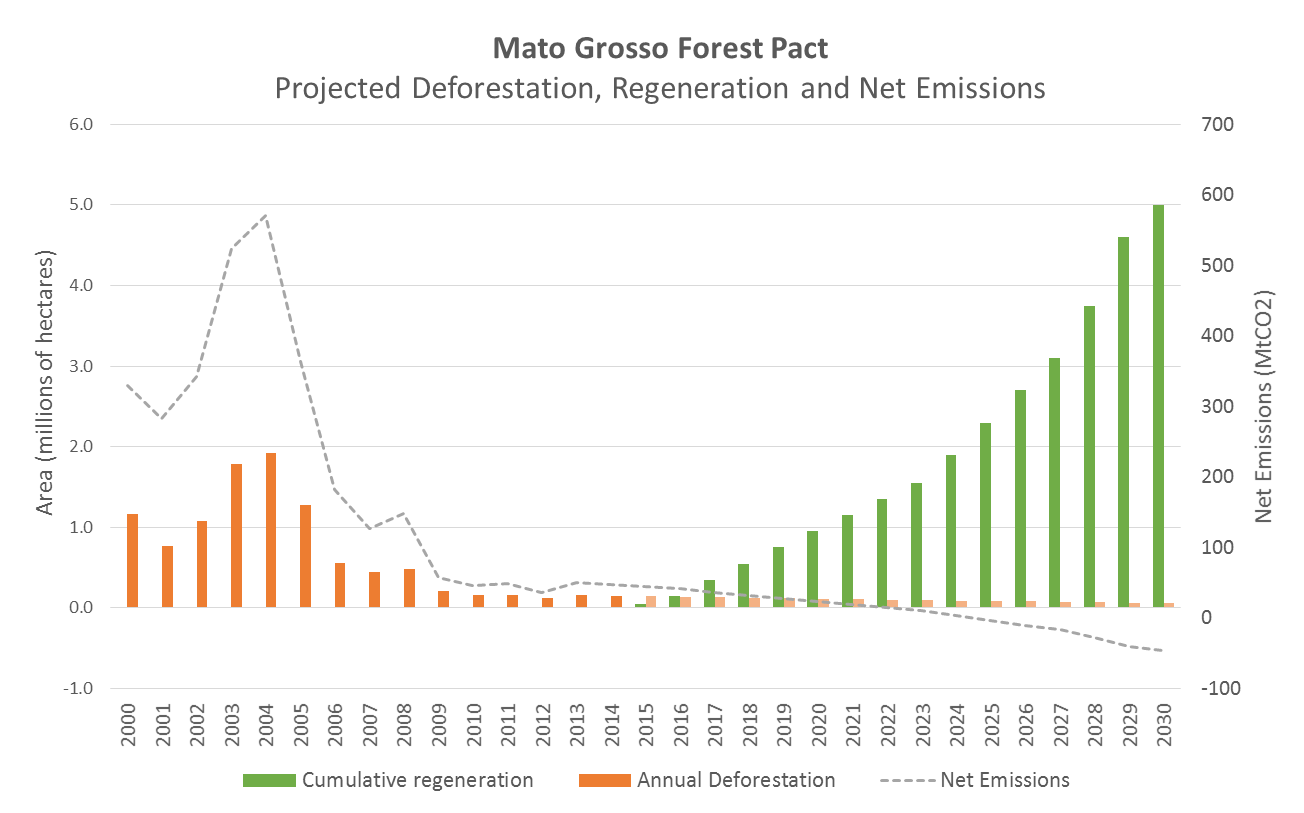 Mato Grosso Forest Pact
Projected Deforestation, Regeneration and Net Emissions
6.0
5.0
4.0
3.0
2.0
1.0
0.0
-1.0
Area (millions of hectares)
700
600
500
400
300
200
100
0
-100
Net Emissions (MtCO2)
2000 2001 2002 2003 2004 2005 2006 2007 2008 2009 2010 2011 2012 2013 2014 2015 2016 2017 2018 2019 2020 2021 2022 2023 2024 2025 2026 2027 2028 2029 2030
Cumulative regeneration Annual Deforestation Net Emissions